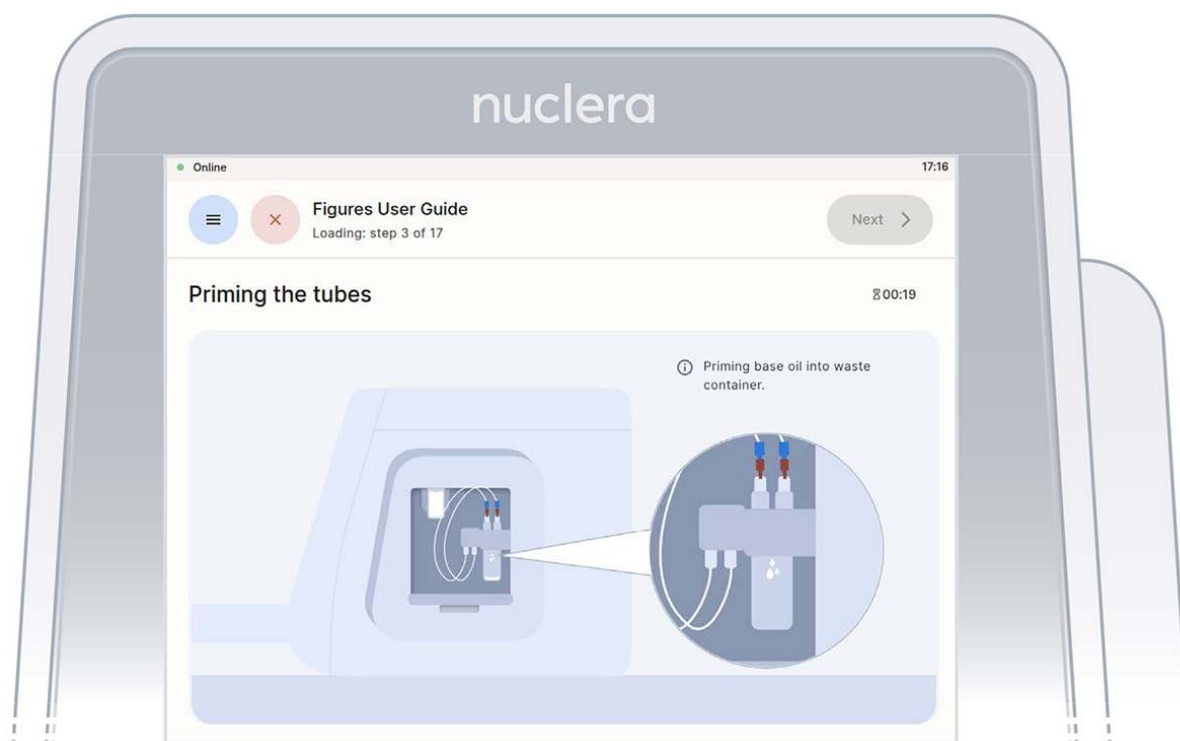 nuclera
Online
17:16
Figures User Guide
Loading: step 3 of 17
Next
Priming the tubes
00:19
Priming base oil into waste
container.